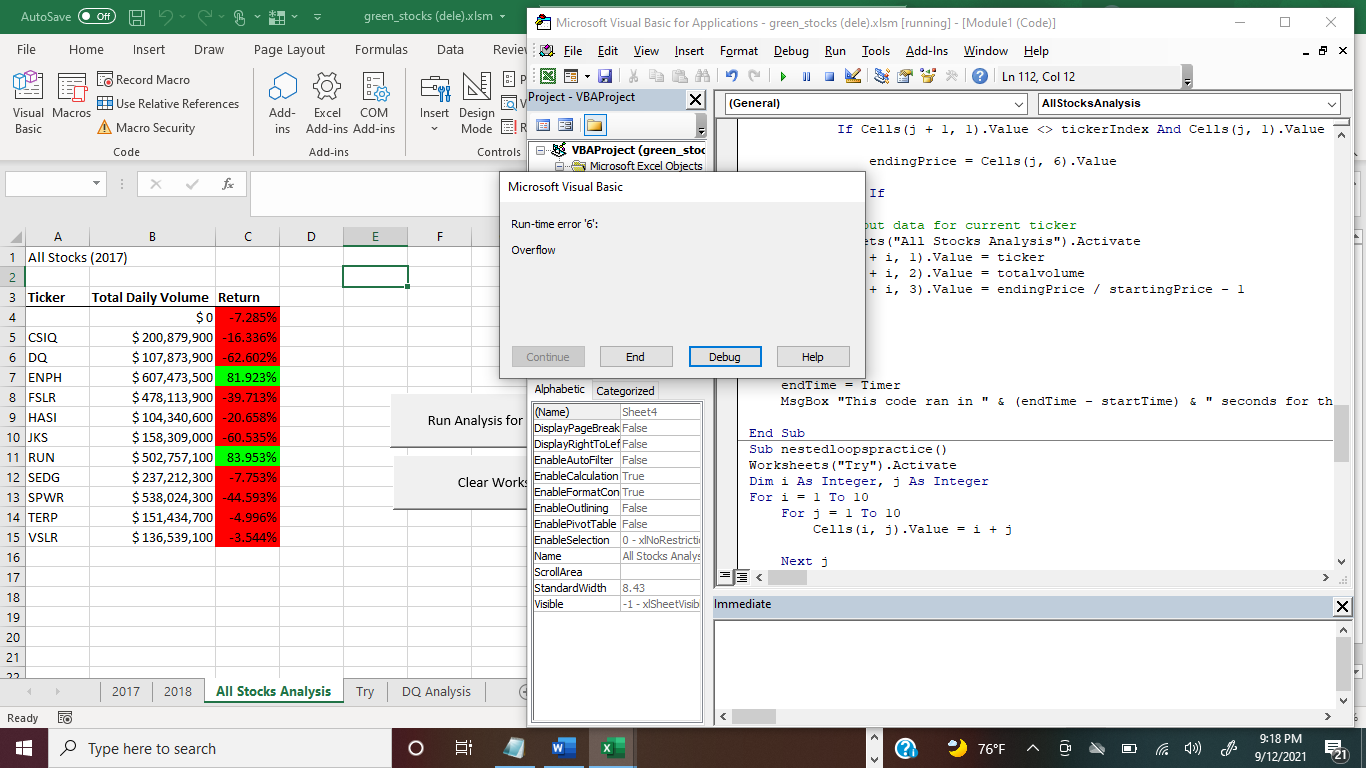 AutoSave Off green_stocks (dele).xlsm
File Home Insert Draw Page Layout Formulas Data Review
Visual Basic
Macros
Record Macro
Use Relative References
Macro Security
Code
Add-ins
Excel Add-ins
COM Add-ins
Add-ins
Insert
Design Mode
Controls
fx
A B C D E F
1 All Stocks (2017)
2
3 Ticker Total Daily Volume Return
4 $ 0 -7.285%
5 CSIQ $ 200,879,900 -16.336%
6 DQ $ 107,873,900 -62.602%
7 ENPH $ 607,473,500 81.923%
8 FSLR $ 478,113,900 -39.713%
9 HASI $ 104,340,600 -20.658%
10 JKS $ 158,309,000 -60.535%
11 RUN $ 502,757,100 83.953%
12 SEDG $ 237,212,300 -7.753%
13 SPWR $ 538,024,300 -44.593%
14 TERP $ 151,434,700 -4.996%
15 VSLR $ 136,539,100 -3.544%
16
17
18
19
20
21
22
Run Analysis for
Clear Works
2017 2018 All Stocks Analysis Try DQ Analysis
Ready
Microsoft Visual Basic for Applications - green_stocks (dele).xlsm [running] - [Module1 (Code)]
File Edit View Insert Format Debug Run Tools Add-Ins Window Help
Ln 112, Col 12
Project - VBAProject
VBAProject (green_stoc
Microsoft Excel Objects
(General) AllStocksAnalysis
If Cells(j + 1, 1).Value <> tickerIndex And Cells(j, 1).Value
endingPrice = Cells(j, 6).Value
If
put data for current ticker
ets("All Stocks Analysis").Activate
+ i, 1).Value = ticker
+ i, 2).Value = totalvolume
+ i, 3).Value = endingPrice / startingPrice - 1
endTime = Timer
MsgBox "This code ran in " & (endTime - startTime) & " seconds for th
End Sub
Sub nestedloopspractice()
Worksheets("Try").Activate
Dim i As Integer, j As Integer
For i = 1 To 10
For j = 1 To 10
Cells(i, j).Value = i + j
Next j
Microsoft Visual Basic
Run-time error '6':
Overflow
Continue End Debug Help
Alphabetic Categorized
(Name) Sheet4
DisplayPageBreak False
DisplayRightToLef False
EnableAutoFilter False
EnableCalculation True
EnableFormatCon True
EnableOutlining False
EnablePivotTable False
EnableSelection 0 - xlNoRestrictio
Name All Stocks Analys
ScrollArea
StandardWidth 8.43
Visible -1 - xlSheetVisib
Immediate
Type here to search
76°F
9:18 PM
9/12/2021
21